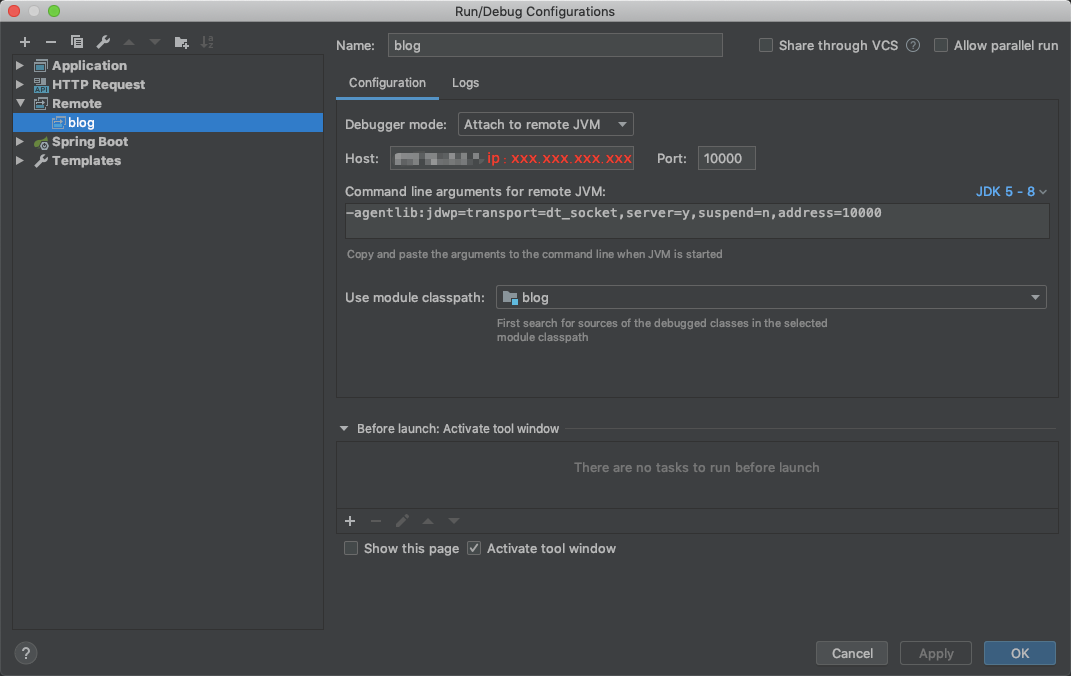 Run/Debug Configurations
Name: blog
Share through VCS ?
Allow parallel run
Application
HTTP Request
API
Remote
blog
Spring Boot
Templates
Configuration Logs
Debugger mode: Attach to remote JVM
Host: ip : xxx.xxx.xxx.xxx Port: 10000
Command line arguments for remote JVM: JDK 5 - 8
-agentlib:jdwp=transport=dt_socket,server=y,suspend=n,address=10000
Copy and paste the arguments to the command line when JVM is started
Use module classpath: blog
First search for sources of the debugged classes in the selected
module classpath
Before launch: Activate tool window
There are no tasks to run before launch
Show this page Activate tool window
? Cancel Apply OK